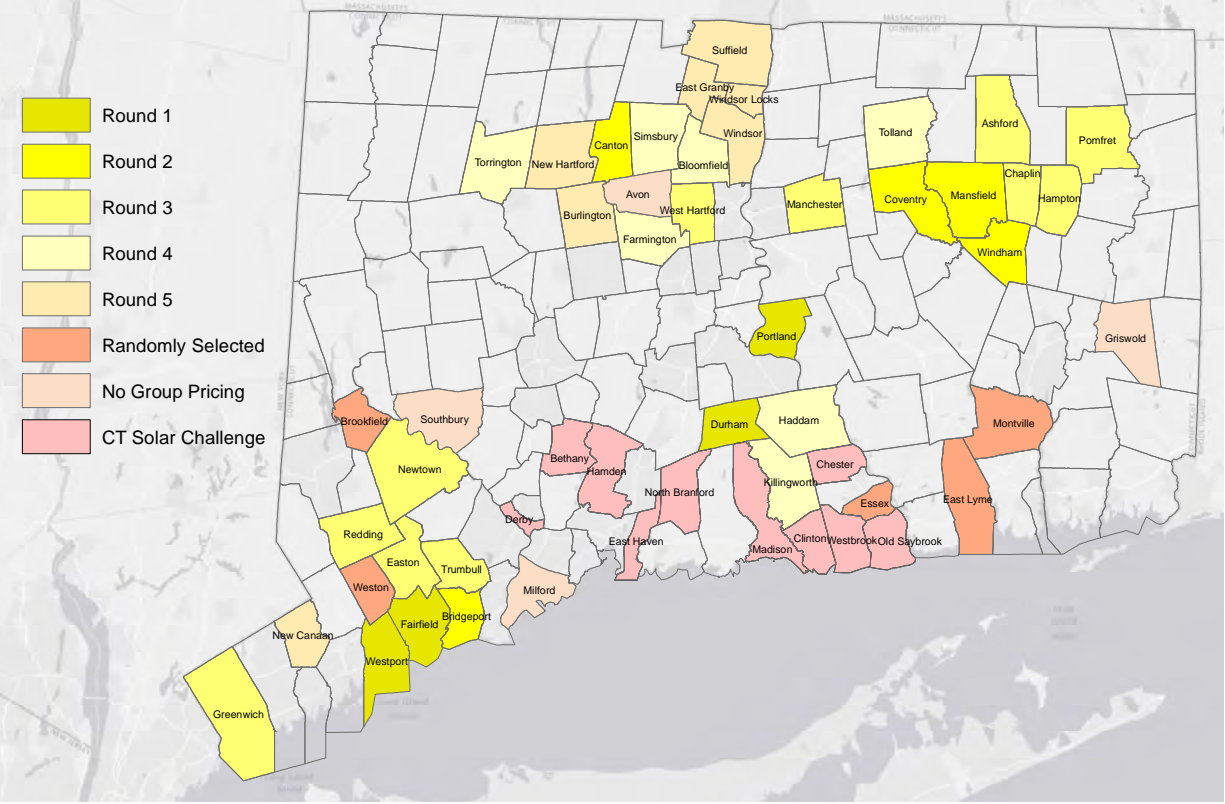 MASSACHUSETTS
CONNECTICUT
MASSACHUSETTS
CONNECTICUT
Round 1
Round 2
Round 3
Round 4
Round 5
Randomly Selected
No Group Pricing
CT Solar Challenge
Suffield
East Granby
Windsor Locks
Windsor
Simsbury
Canton
Bloomfield
Torrington
New Hartford
Avon
West Hartford
Burlington
Farmington
Manchester
Tolland
Ashford
Pomfret
Chaplin
Coventry
Mansfield
Hampton
Windham
Portland
Griswold
Brookfield
Southbury
Durham
Haddam
Montville
Newtown
Bethany
Hamden
Chester
North Branford
Killingworth
East Lyme
Essex
Derby
Redding
East Haven
Clinton
Westbrook
Old Saybrook
Madison
Easton
Trumbull
Weston
Milford
Fairfield
Bridgeport
New Canaan
Westport
Greenwich